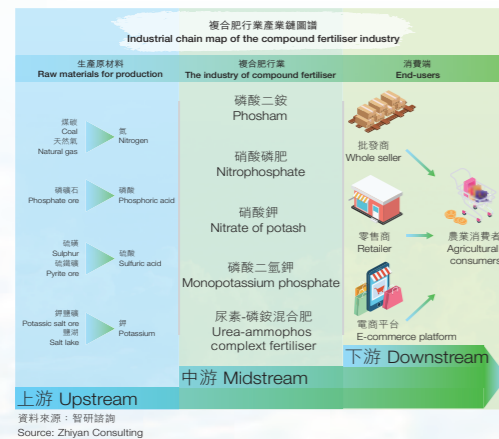 複合肥行業產業鏈圖譜
Industrial chain map of the compound fertiliser industry
生產原材料
Raw materials for production
複合肥行業
The industry of compound fertiliser
消費端
End-users
煤碳
Coal
天然氣
Natural gas
氮
Nitrogen
磷礦石
Phosphate ore
磷酸
Phosphoric acid
硫磺
Sulphur
硫鐵礦
Pyrite ore
硫酸
Sulfuric acid
鉀鹽礦
Potassic salt ore
鹽湖
Salt lake
鉀
Potassium
上游 Upstream
磷酸二銨
Phosham
硝酸磷肥
Nitrophosphate
硝酸鉀
Nitrate of potash
磷酸二氫鉀
Monopotassium phosphate
尿素-磷銨混合肥
Urea-ammophos
complext fertiliser
中游 Midstream
批發商
Whole seller
零售商
Retailer
電商平台
E-commerce platform
農業消費者
Agricultural
consumers
下游 Downstream
資料來源：智研諮詢
Source: Zhiyan Consulting